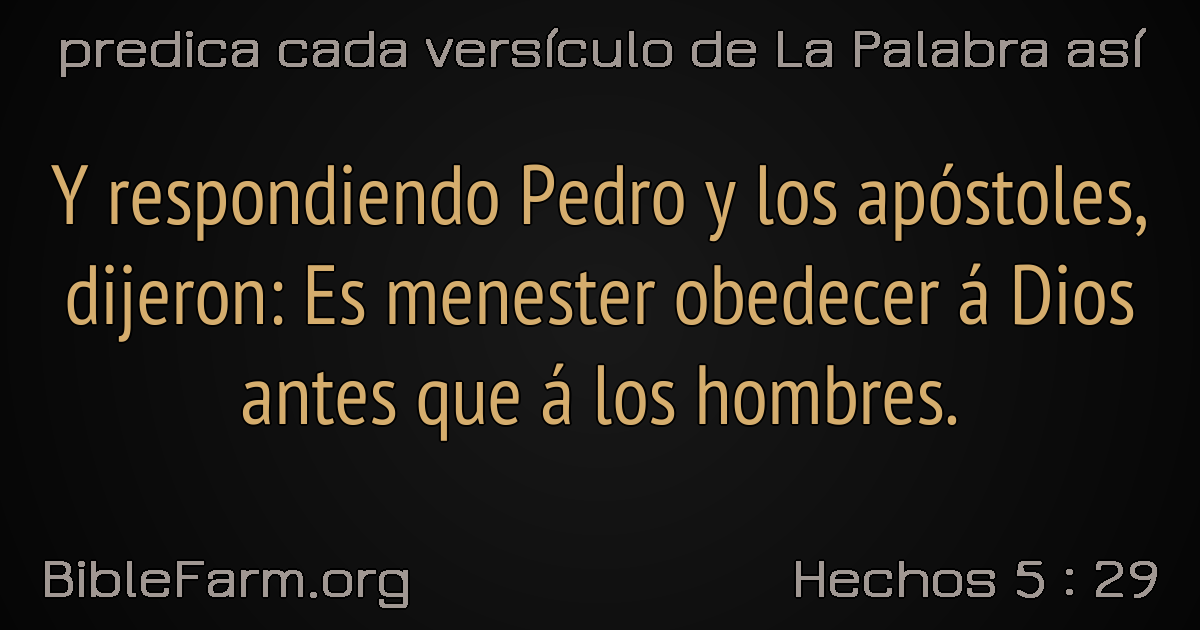 predica cada versículo de La Palabra así
Y respondiendo Pedro y los apóstoles,
dijeron: Es menester obedecer á Dios
antes que á los hombres.
BibleFarm.org
Hechos 5 : 29